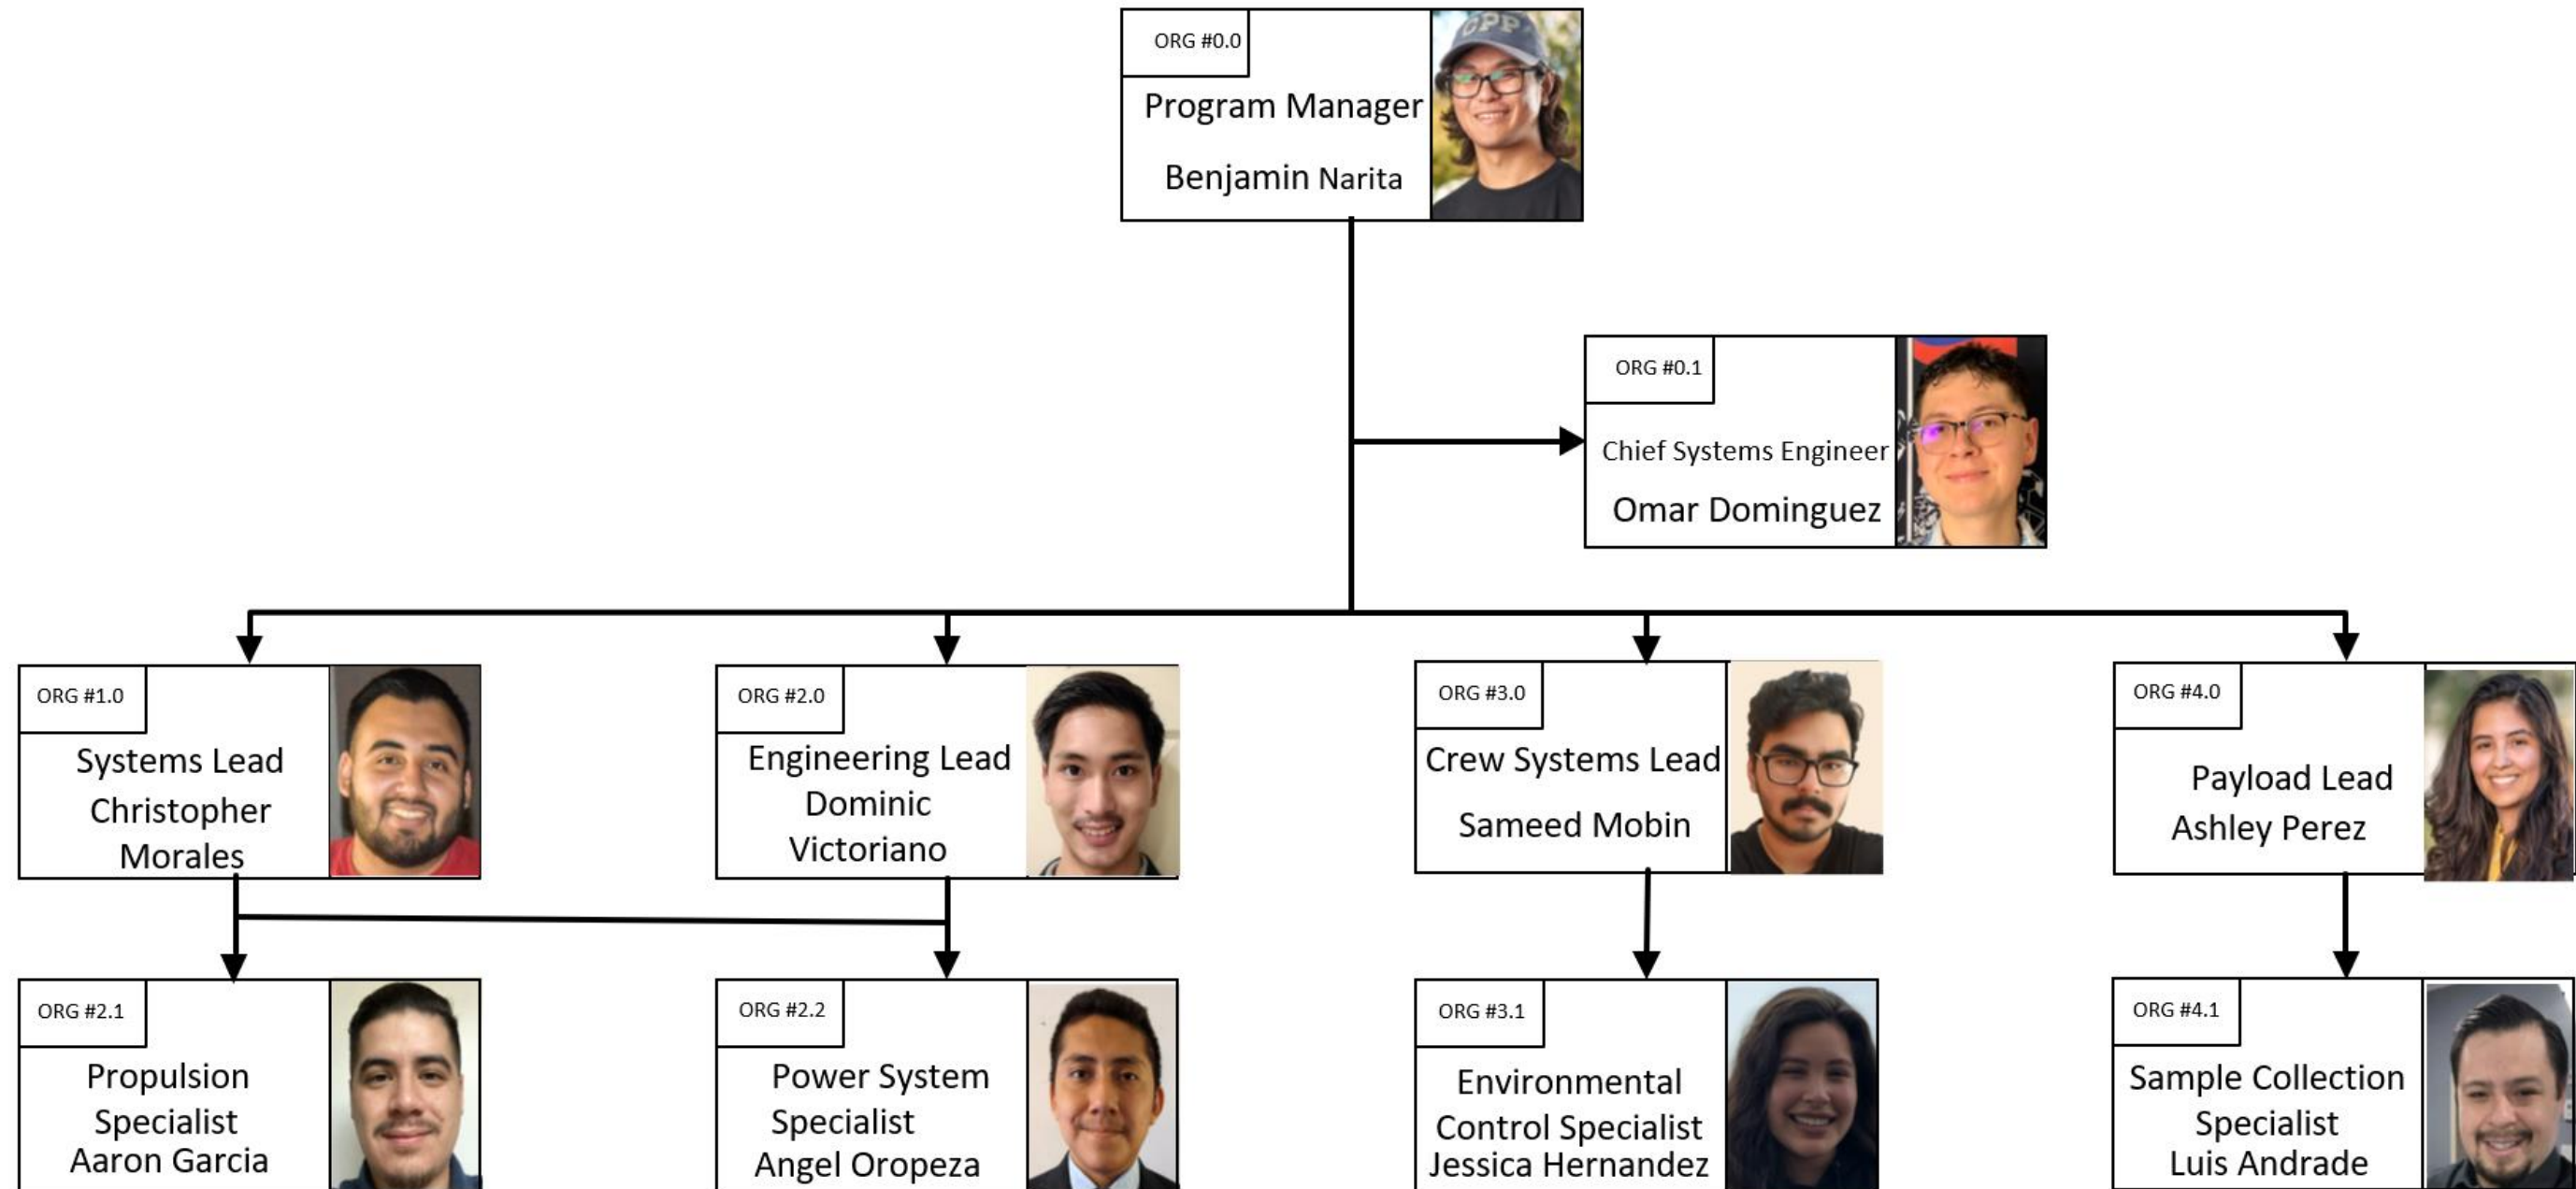 ORG #0.0
CPP
Program Manager
Benjamin Narita
ORG #0.1
Chief Systems Engineer
Omar Dominguez
ORG #1.0
Systems Lead
Christopher
Morales
ORG #2.0
Engineering Lead
Dominic
Victoriano
ORG #3.0
Crew Systems Lead
Sameed Mobin
ORG #4.0
Payload Lead
Ashley Perez
ORG #2.1
Propulsion
Specialist
Aaron Garcia
ORG #2.2
Power System
Specialist
Angel Oropeza
ORG #3.1
Environmental
Control Specialist
Jessica Hernandez
ORG #4.1
Sample Collection
Specialist
Luis Andrade